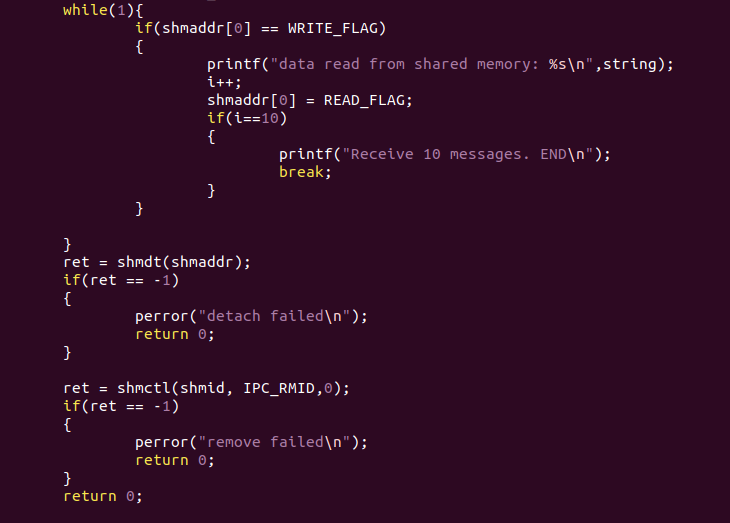 while(1){
if(shmaddr[0] == WRITE_FLAG)
{
printf("data read from shared memory: %s\n",string);
i++;
shmaddr[0] = READ_FLAG;
if(i==10)
{
printf("Receive 10 messages. END\n");
break;
}
}
}
ret = shmdt(shmaddr);
if(ret == -1)
{
perror("detach failed\n");
return 0;
}
ret = shmctl(shmid, IPC_RMID,0);
if(ret == -1)
{
perror("remove failed\n");
return 0;
}
return 0;